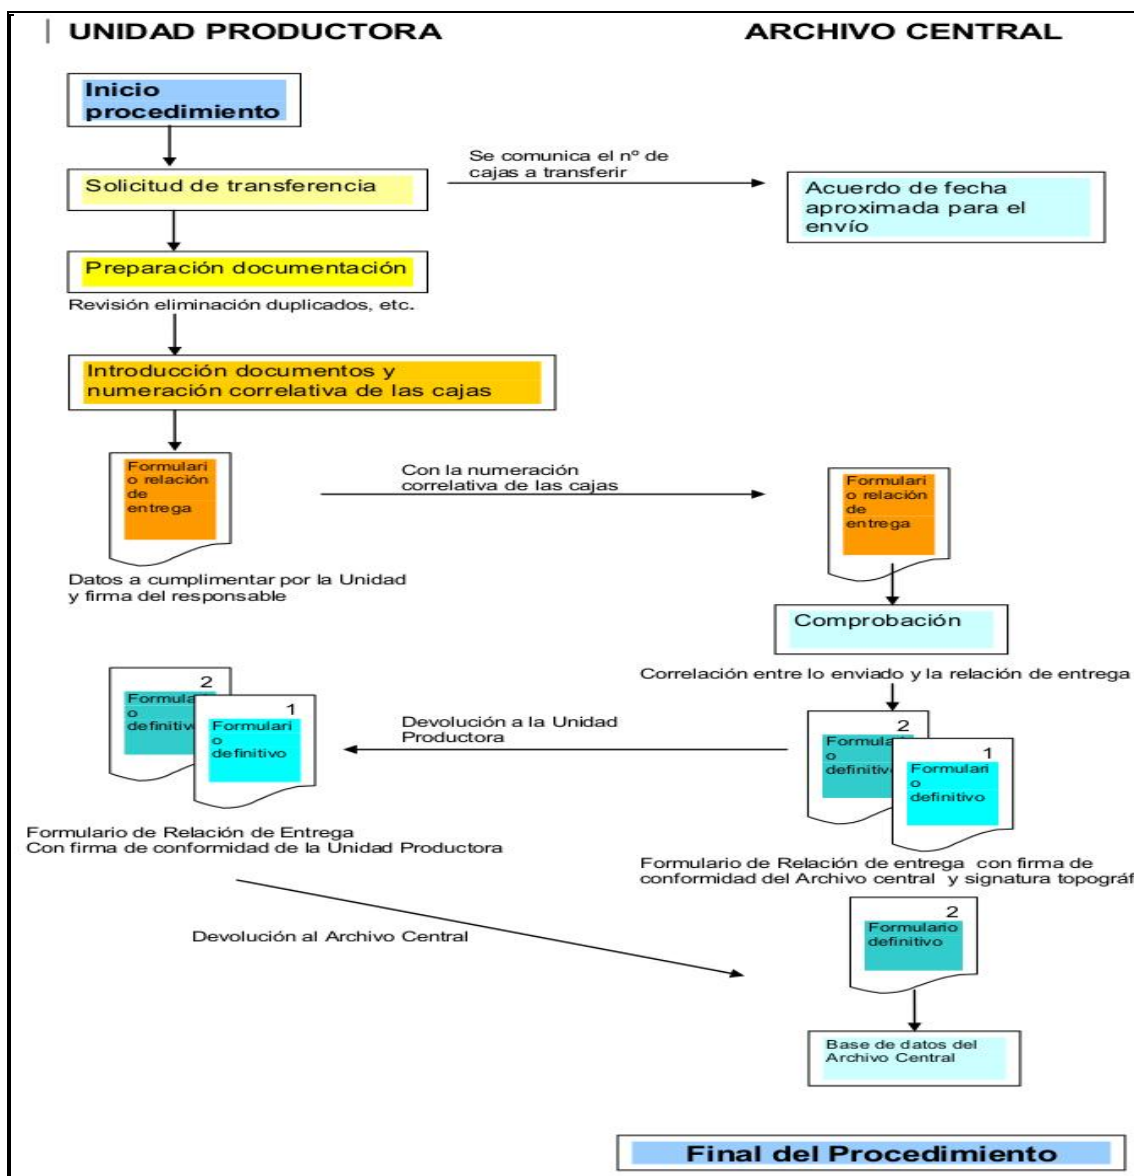 UNIDAD PRODUCTORA
ARCHIVO CENTRAL
Inicio
procedimiento
Se comunica el nº de
cajas a transferir
Solicitud de transferencia
Acuerdo de fecha
aproximada para el
envío
Preparación documentación
Revisión eliminación duplicados, etc.
Introducción documentos y
numeración correlativa de las cajas
Formulari
o relación
de
entrega
Con la numeración
correlativa de las cajas
Formulari
o relación
de
entrega
Datos a cumplimentar por la Unidad
y firma del responsable
Comprobación
Correlación entre lo enviado y la relación de entrega
2
Formula
o
definitiv
1
Formulari
o
definitivo
Devolución a la Unidad
Productora
2
Formula
o
definitiv
1
Formulari
o
definitivo
Formulario de Relación de Entrega
Con firma de conformidad de la Unidad Productora
Formulario de Relación de entrega con firma de
conformidad del Archivo central y signatura topográf
Devolución al Archivo Central
2
Formulario
definitivo
Base de datos del
Archivo Central
Final del Procedimiento